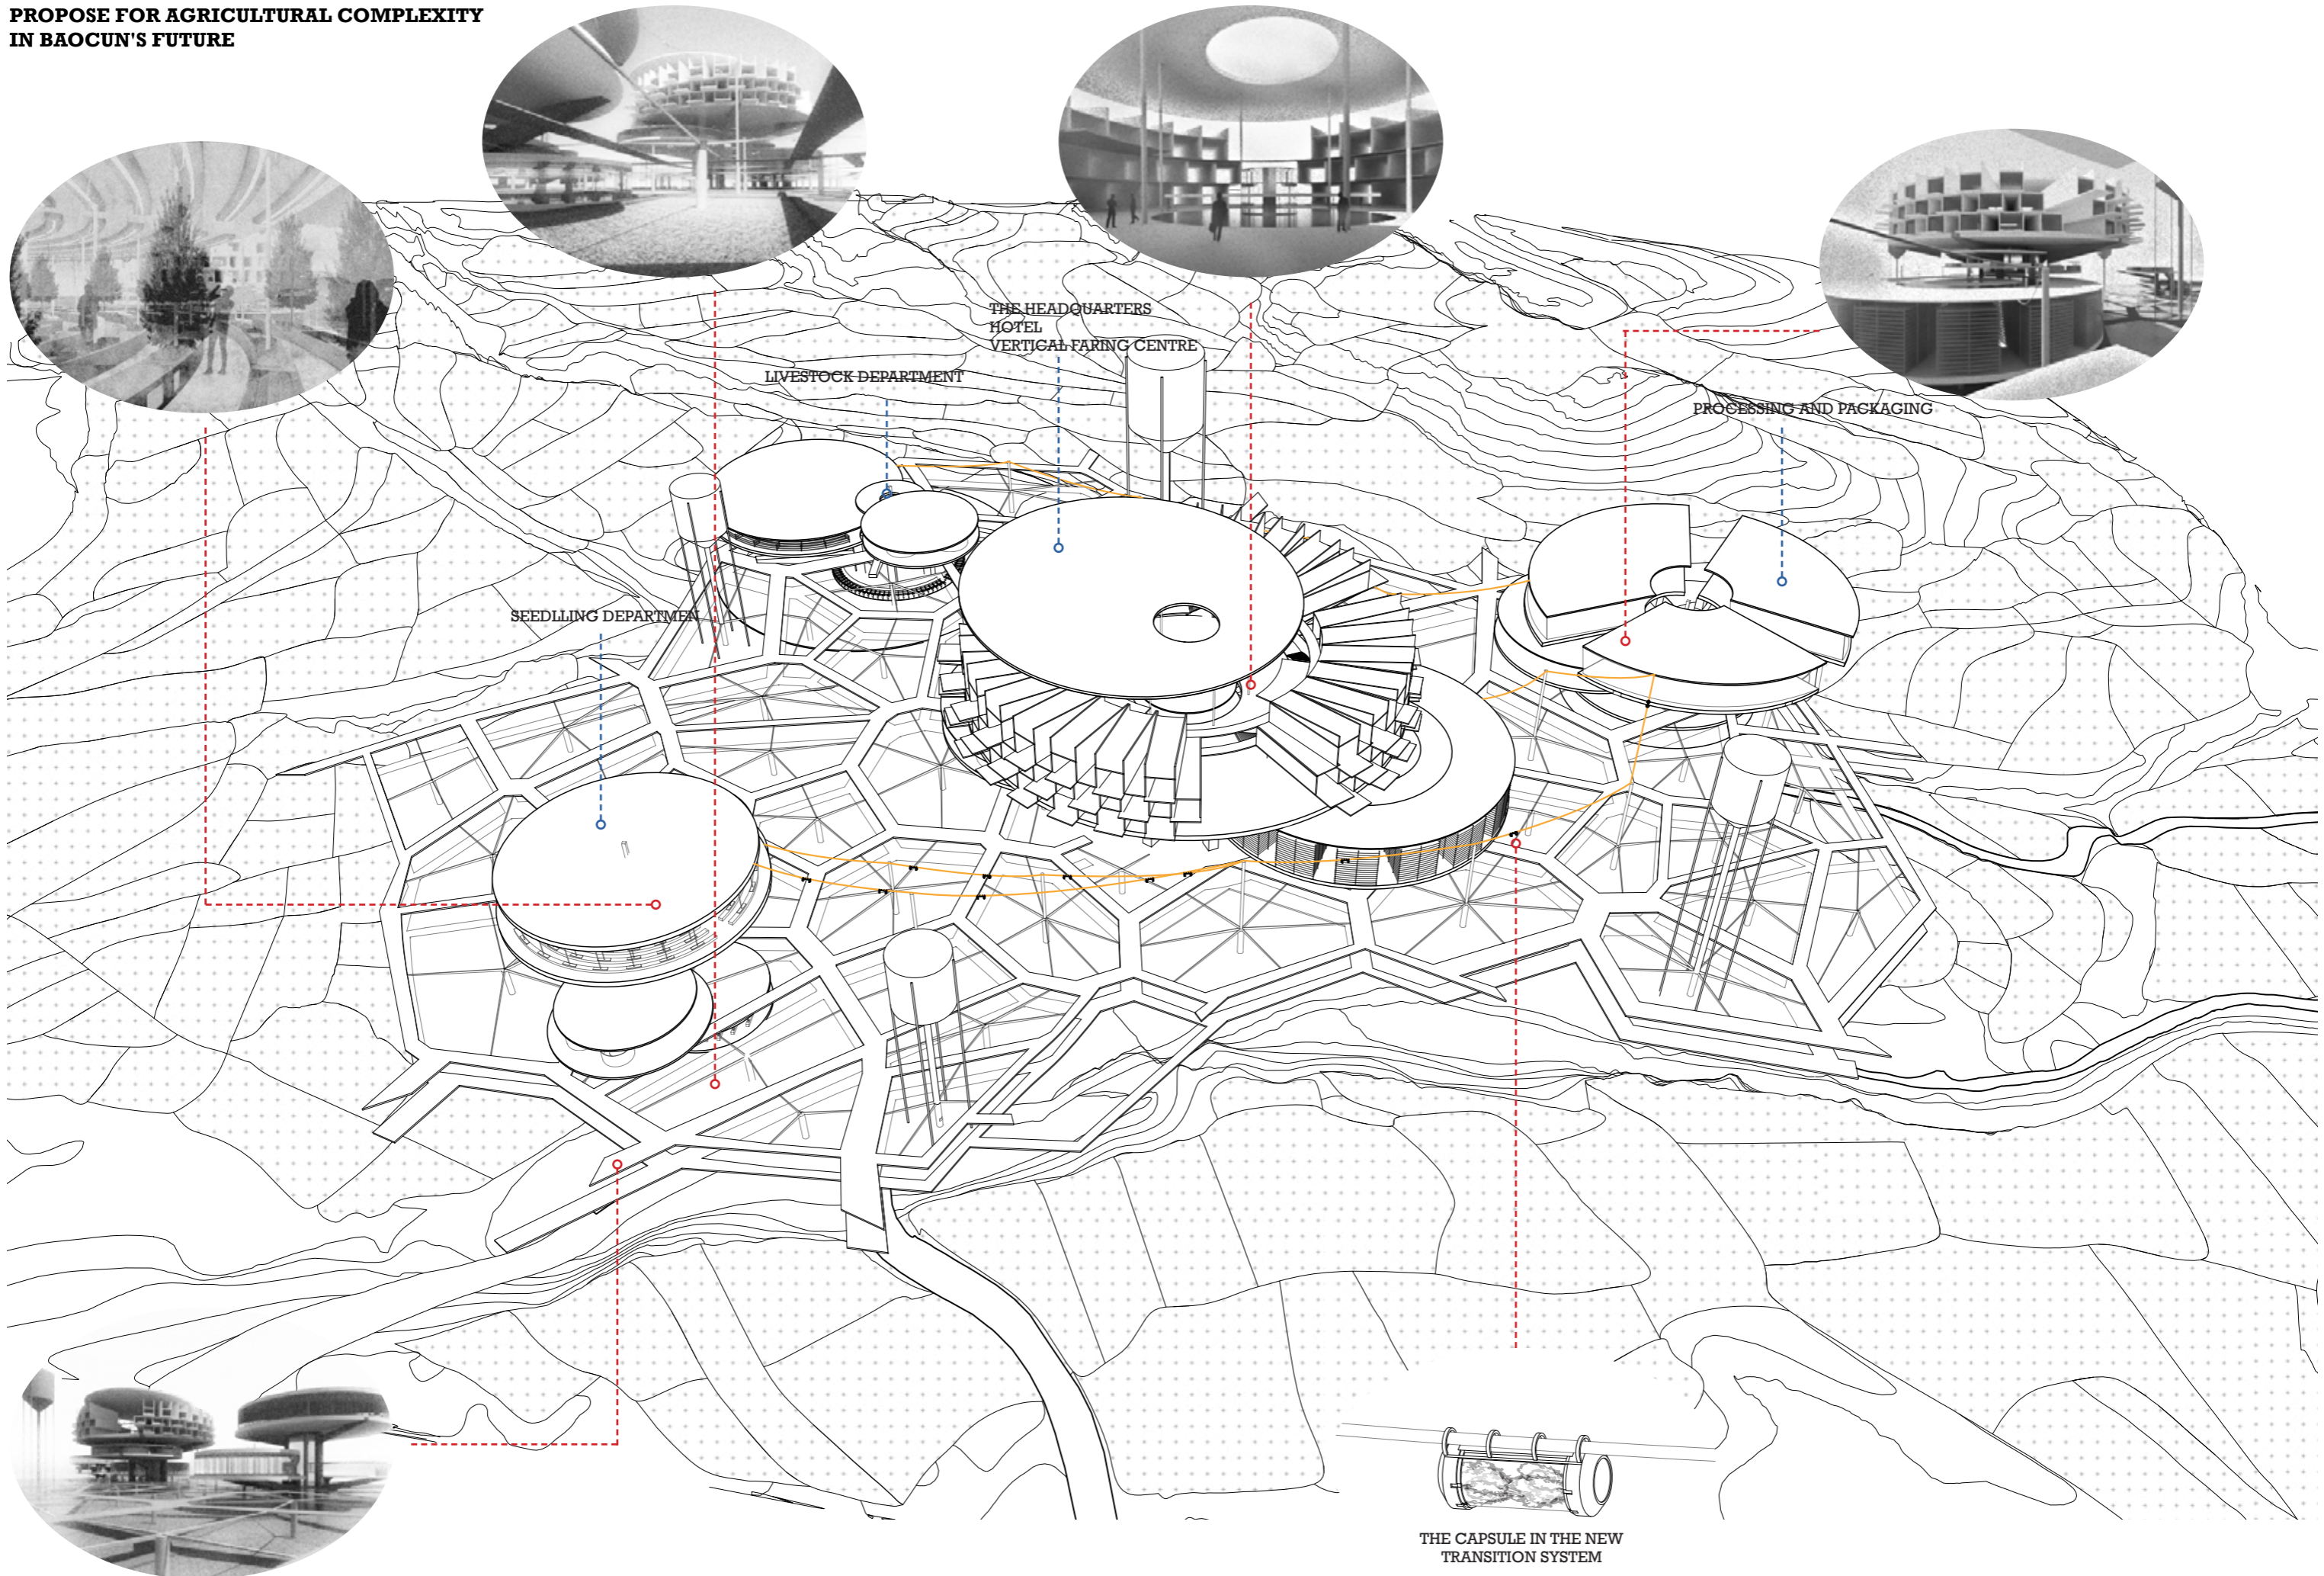 PROPOSE FOR AGRICULTURAL COMPLEXITY
IN BAOCUN'S FUTURE
THE HEADQUARTERS
HOTEL
VERTICAL FARING CENTRE
LIVESTOCK DEPARTMENT
PROCESSING AND PACKAGING
SEEDLLING DEPARTMEN
THE CAPSULE IN THE NEW
TRANSITION SYSTEM